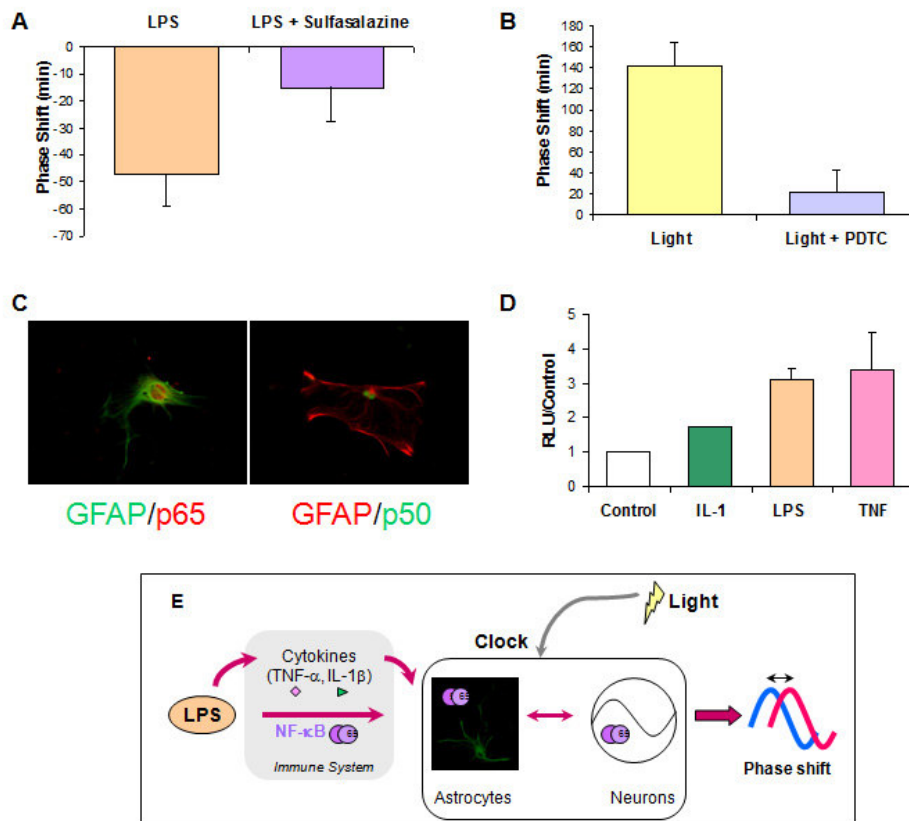 A
LPS
LPS + Sulfasalazine
0
-10
-20
-30
-40
-50
-60
-70
Phase Shift (min)
B
180
160
140
120
100
80
60
40
20
0
Phase Shift (min)
Light
Light + PDTC
C
GFAP/p65
GFAP/p50
D
5
4
3
2
1
0
RLU/Control
Control
IL-1
LPS
TNF
E
Light
Clock
Cytokines
(TNF-α, IL-1β)
LPS
NF-κB
65
Immune System
65
65
Astrocytes
Neurons
Phase shift